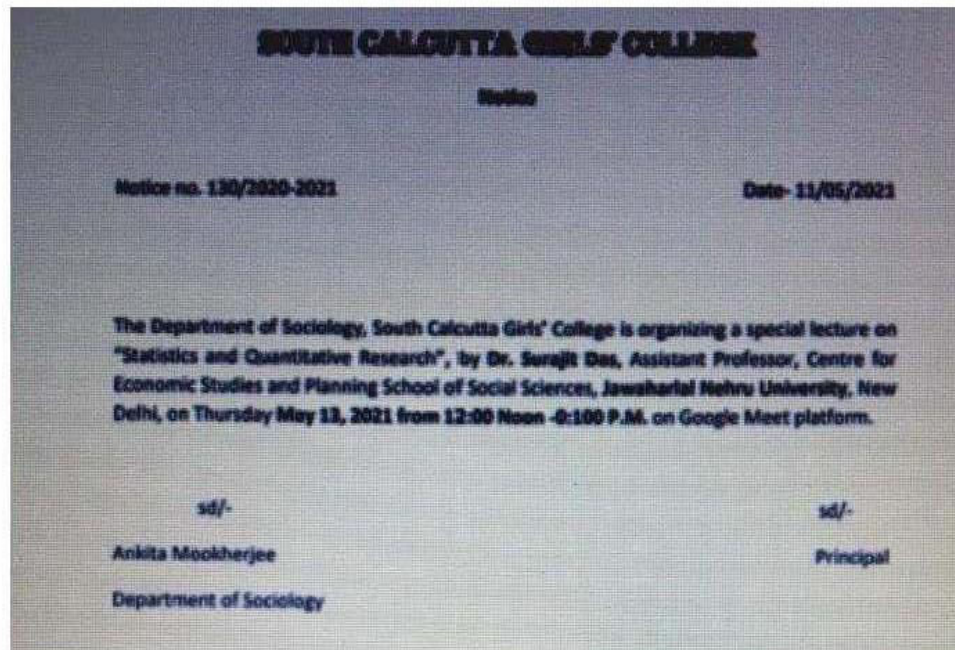 SOUTH CALCUTTA GIRLS' COLLEGE
Notice
Notice no. 130/2020-2021 Date- 11/05/2021
The Department of Sociology, South Calcutta Girls' College is organizing a special lecture on
"Statistics and Quantitative Research", by Dr. Surajit Das, Assistant Professor, Centre for
Economic Studies and Planning School of Social Sciences, Jawaharlal Nehru University, New
Delhi, on Thursday May 13, 2021 from 12:00 Noon -0:100 P.M. on Google Meet platform.
sd/- sd/-
Ankita Mookherjee Principal
Department of Sociology